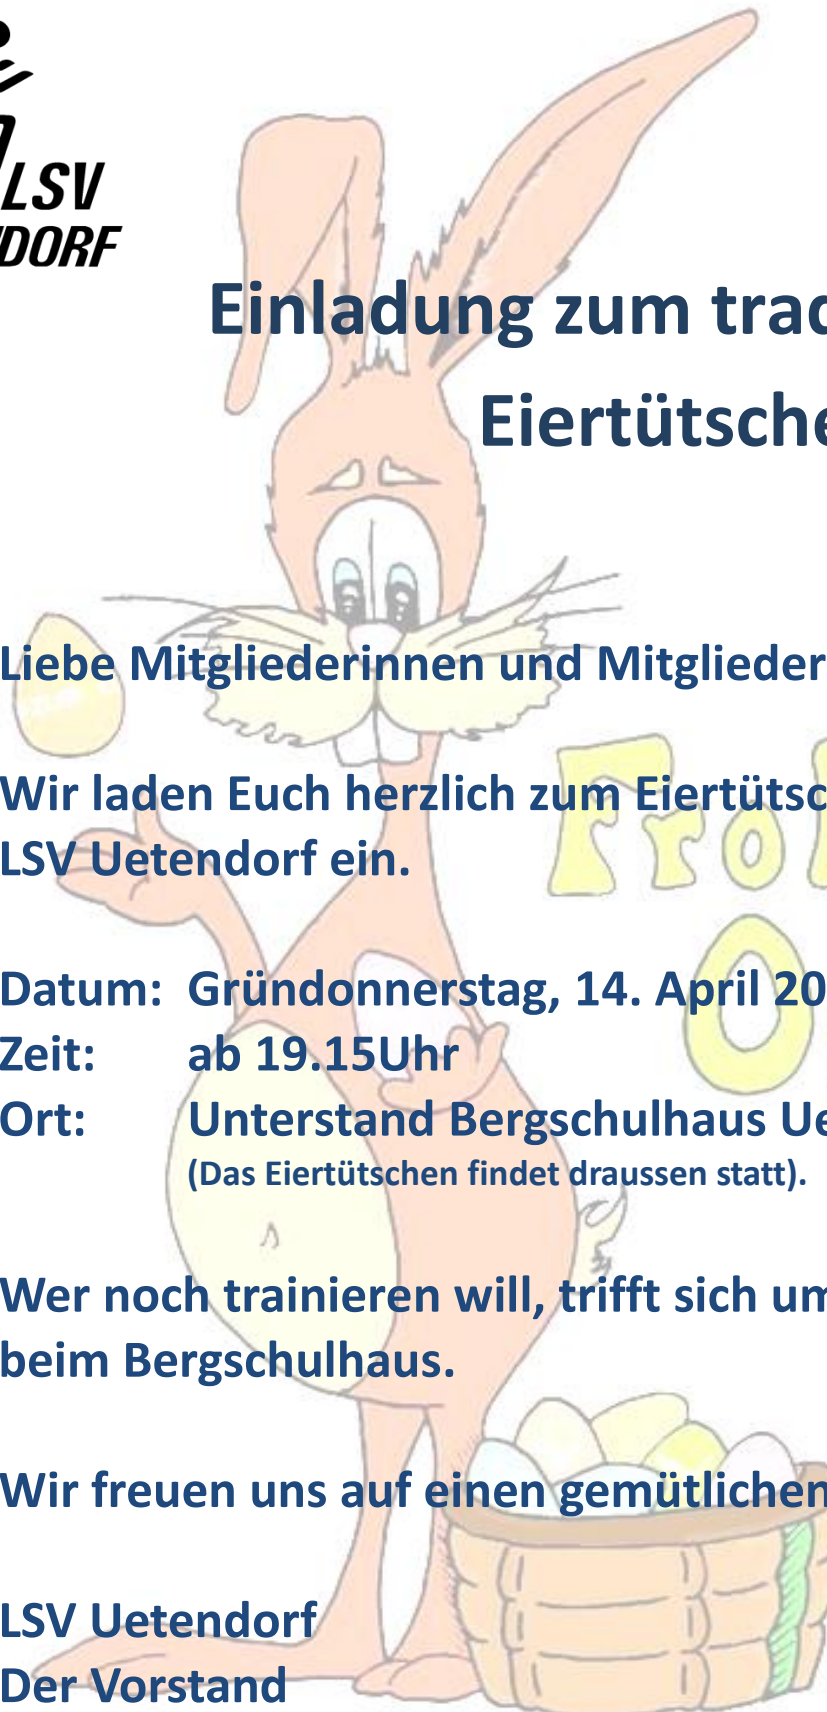 LSV
DORF
Einladung zum trad
Eiertütsche
Liebe Mitgliederinnen und Mitglieder
Wir laden Euch herzlich zum Eiertütsc
LSV Uetendorf ein.
Froh
O
Datum: Gründonnerstag, 14. April 20
Zeit: ab 19.15Uhr
Ort: Unterstand Bergschulhaus Ue
(Das Eiertütschen findet draussen statt).
Wer noch trainieren will, trifft sich um
beim Bergschulhaus.
Wir freuen uns auf einen gemütlichen
LSV Uetendorf
Der Vorstand